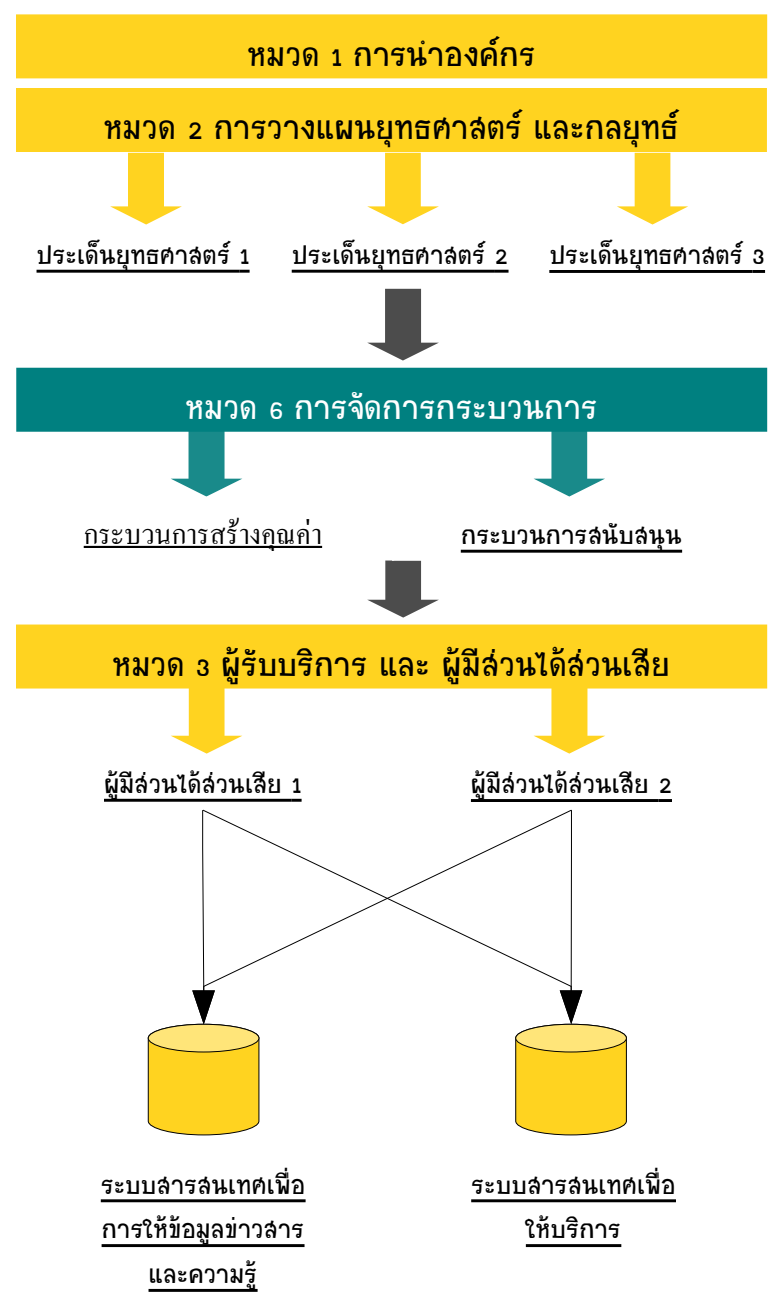 หมวด 1 การนำองค์กร
หมวด 2 การวางแผนยุทธศาสตร์ และกลยุทธ์
ประเด็นยุทธศาสตร์ 1
ประเด็นยุทธศาสตร์ 2
ประเด็นยุทธศาสตร์ 3
หมวด 6 การจัดการกระบวนการ
กระบวนการสร้างคุณค่า
กระบวนการสนับสนุน
หมวด 3 ผู้รับบริการ และ ผู้มีส่วนได้ส่วนเสีย
ผู้มีส่วนได้ส่วนเสีย 1
ผู้มีส่วนได้ส่วนเสีย 2
ระบบสารสนเทศเพื่อ
การให้ข้อมูลข่าวสาร
และความรู้
ระบบสารสนเทศเพื่อ
ให้บริการ